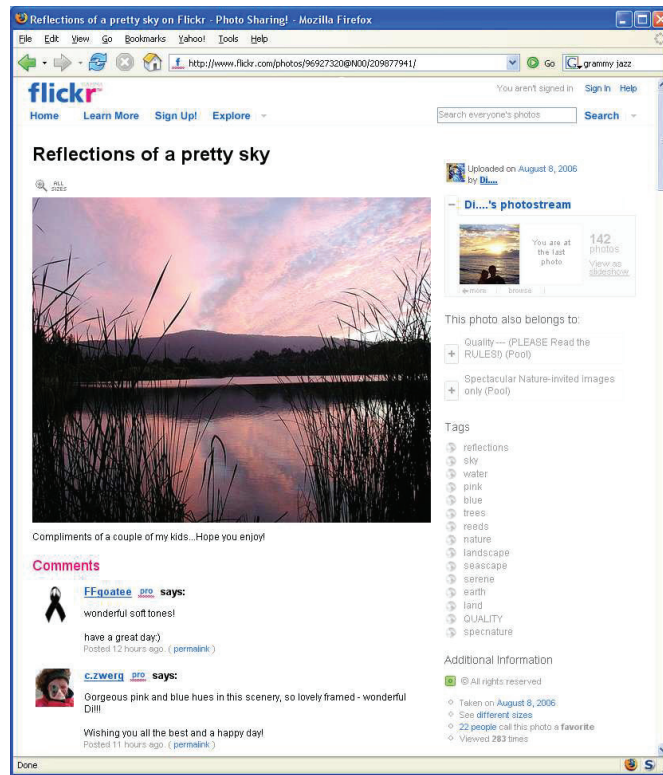 Reflections of a pretty sky on Flickr - Photo Sharing! - Mozilla Firefox
File Edit View Go Bookmarks Yahoo! Tools Help
http://www.flickr.com/photos/96927320@N00/209877941/ Go grammy jazz
flickr
You aren't signed in Sign In Help
Home Learn More Sign Up! Explore
Search everyone's photos Search
Reflections of a pretty sky
ALL SIZES
Uploaded on August 8, 2006
by Di....
Di....'s photostream
You are at
the last
photo
142
photos
View as
slideshow
more browse
This photo also belongs to:
Quality --- (PLEASE Read the
RULES!) (Pool)
Spectacular Nature-invited images
only (Pool)
Tags
reflections
sky
water
pink
blue
trees
reeds
nature
landscape
seascape
serene
earth
land
QUALITY
specnature
Additional Information
© All rights reserved
Taken on August 8, 2006
See different sizes
22 people call this photo a favorite
Viewed 283 times
Compliments of a couple of my kids...Hope you enjoy!
Comments
FFgoatee pro says:
wonderful soft tones!
have a great day:)
Posted 12 hours ago. ( permalink )
c.zwerg pro says:
Gorgeous pink and blue hues in this scenery, so lovely framed - wonderful
Di!!!
Wishing you all the best and a happy day!
Posted 11 hours ago. ( permalink )
Done